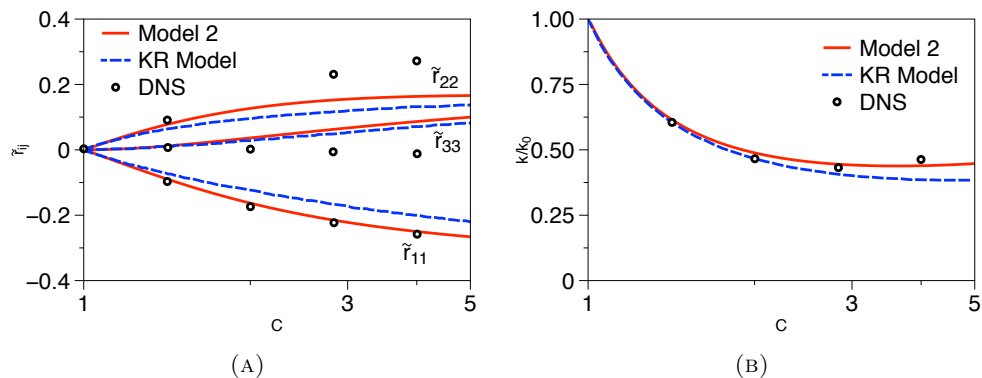 0.4
0.2
0
−0.2
−0.4
r̃ij
Model 2
KR Model
DNS
r̃22
r̃33
r̃11
1
3
5
C
(A)
1.00
0.75
0.50
0.25
0
k/k0
Model 2
KR Model
DNS
1
3
5
C
(B)